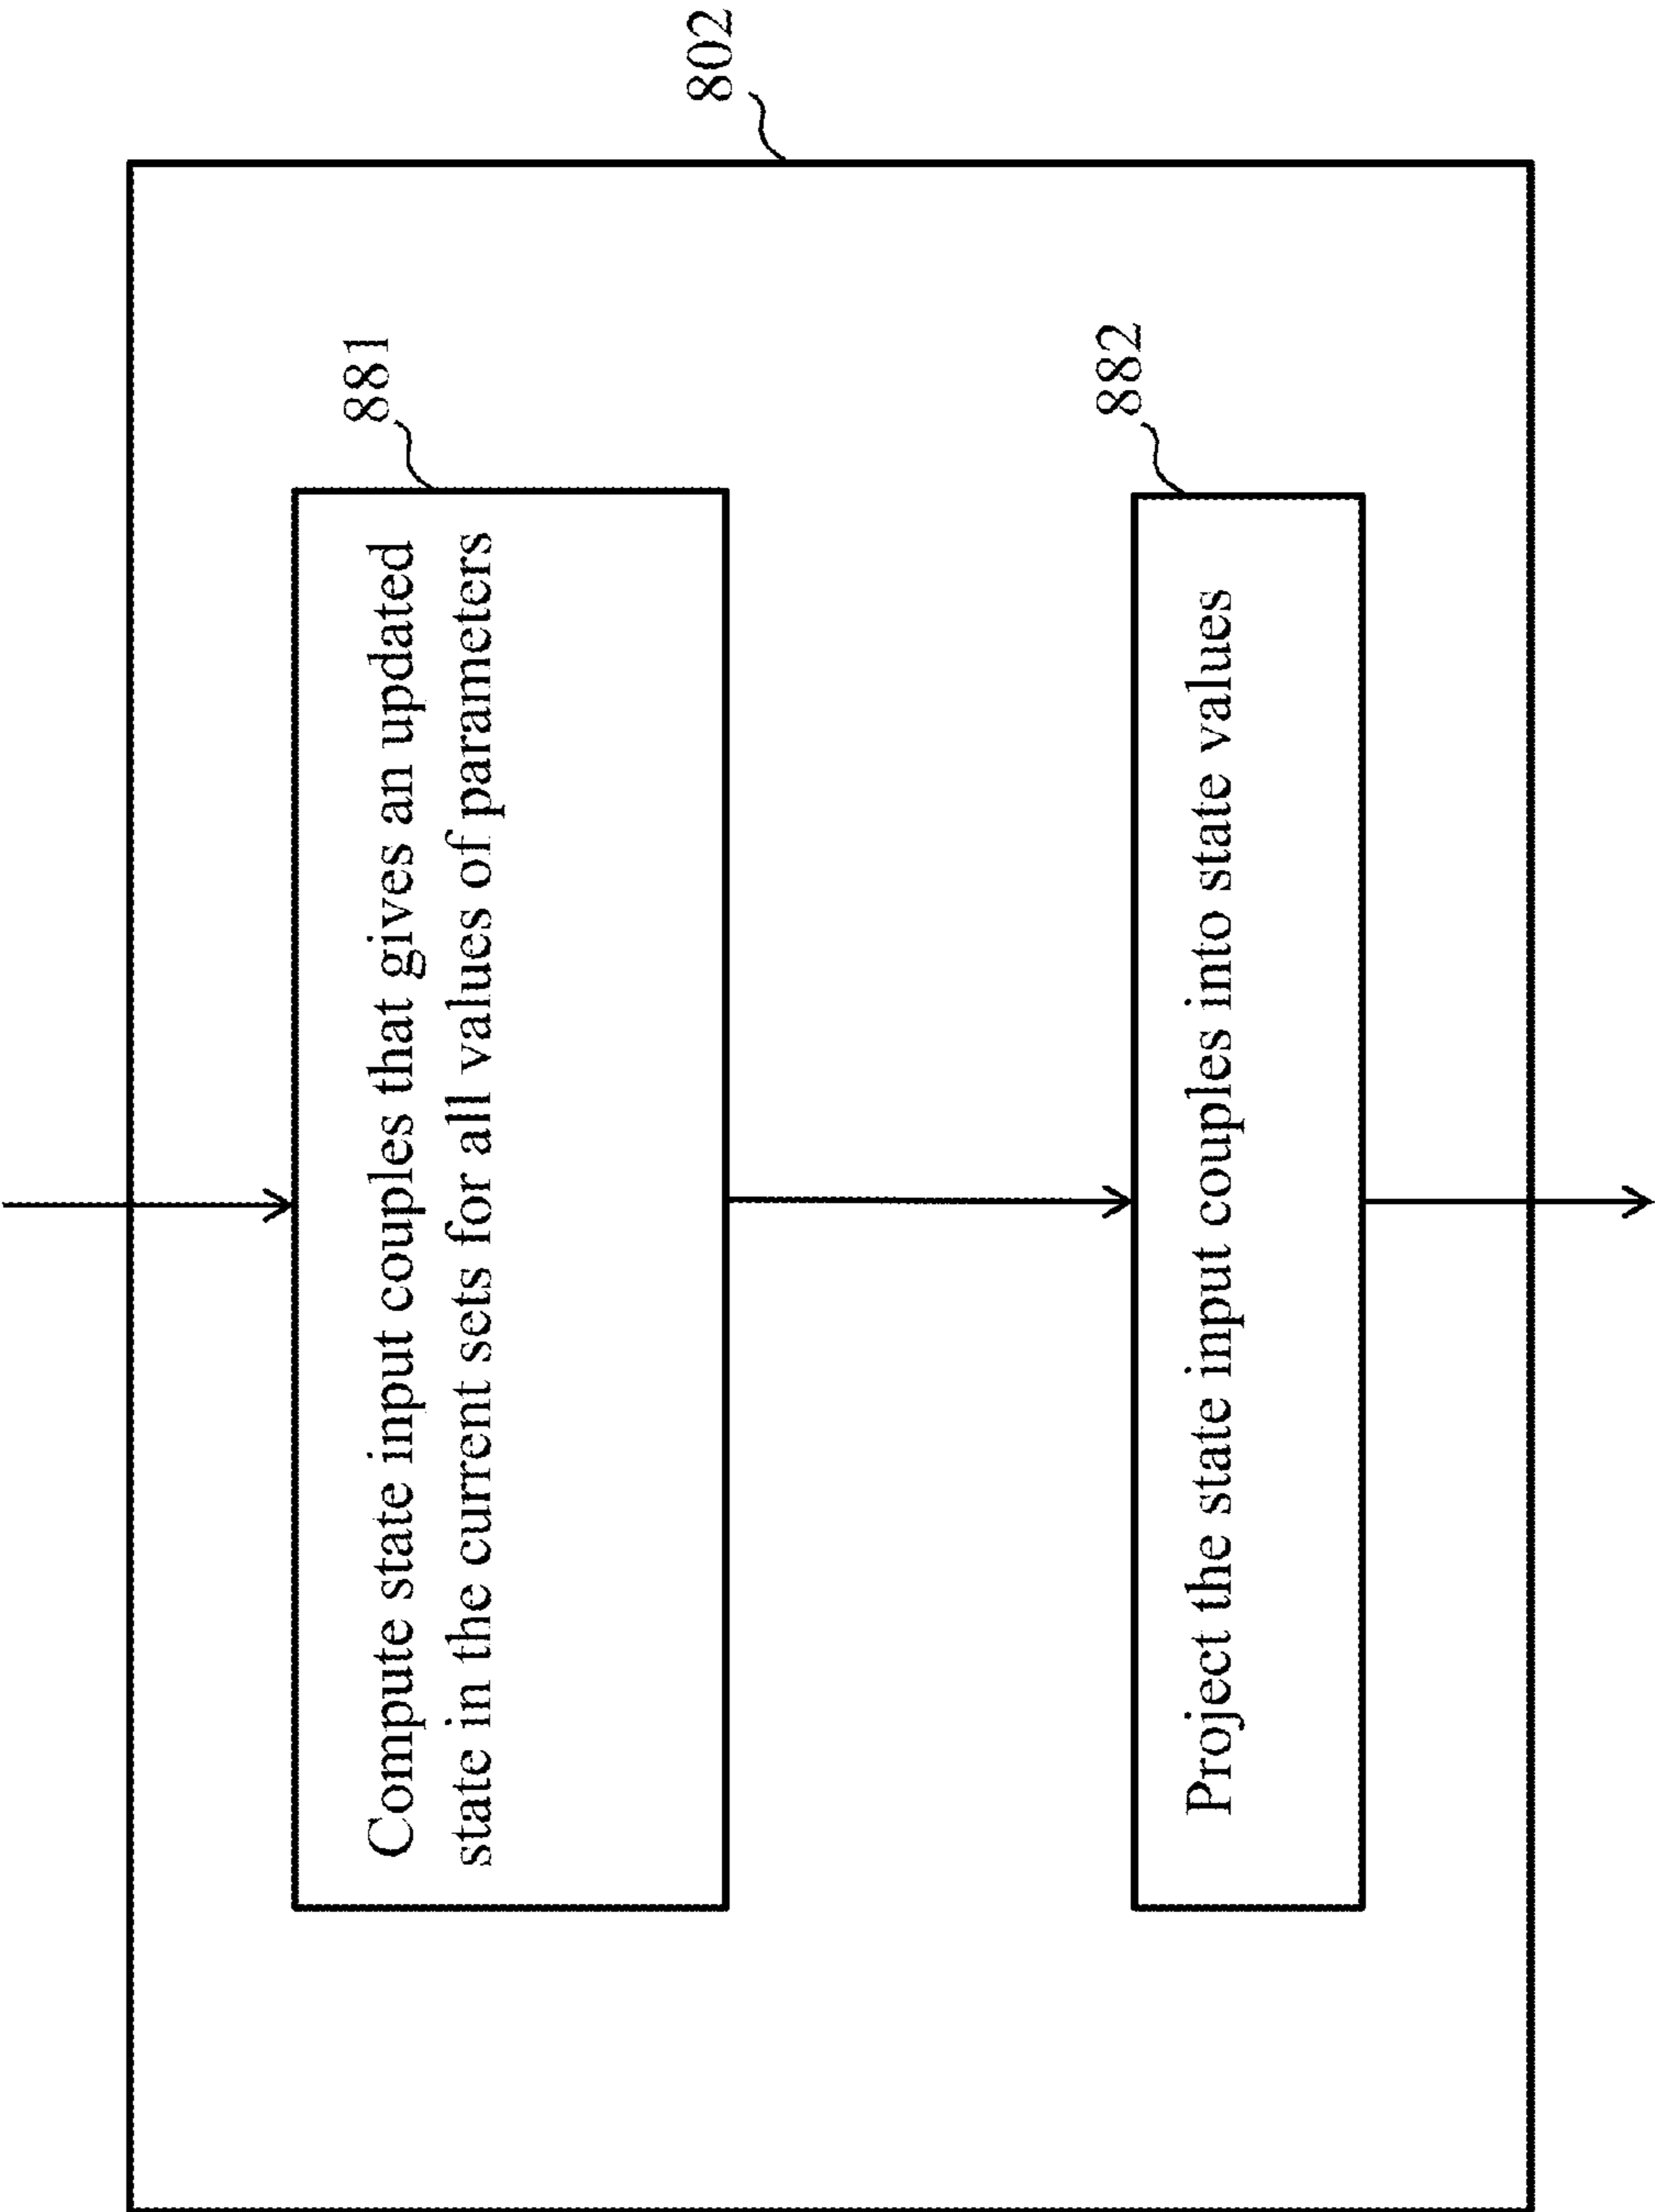 802
881
Compute state input couples that gives an updated
state in the current sets for all values of parameters
882
Project the state input couples into state values